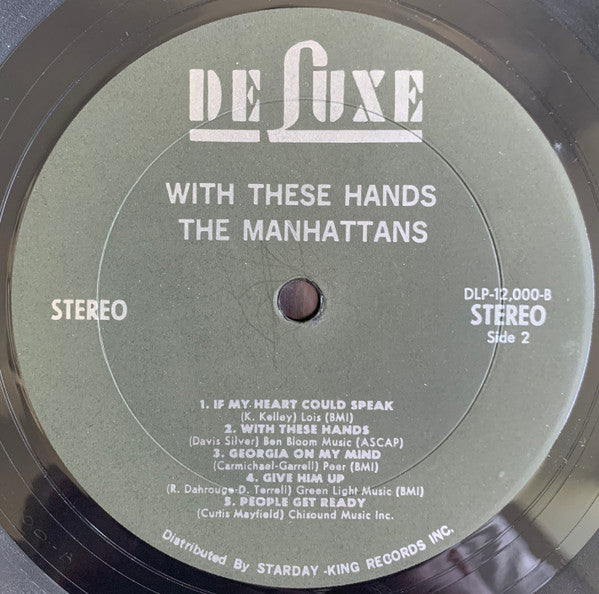 DE LUXE
WITH THESE HANDS
THE MANHATTANS
STEREO
DLP-12,000-B
STEREO
Side 2
1. IF MY HEART COULD SPEAK
(K. Kelley) Lois (BMI)
2. WITH THESE HANDS
(Davis Silver) Ben Bloom Music (ASCAP)
3. GEORGIA ON MY MIND
(Carmichael-Garrell) Peer (BMI)
4. GIVE HIM UP
(R. Dahrouge-D. Terrell) Green Light Music (BMI)
5. PEOPLE GET READY
(Curtis Mayfield) Chisound Music Inc.
Distributed By STARDAY-KING RECORDS INC.